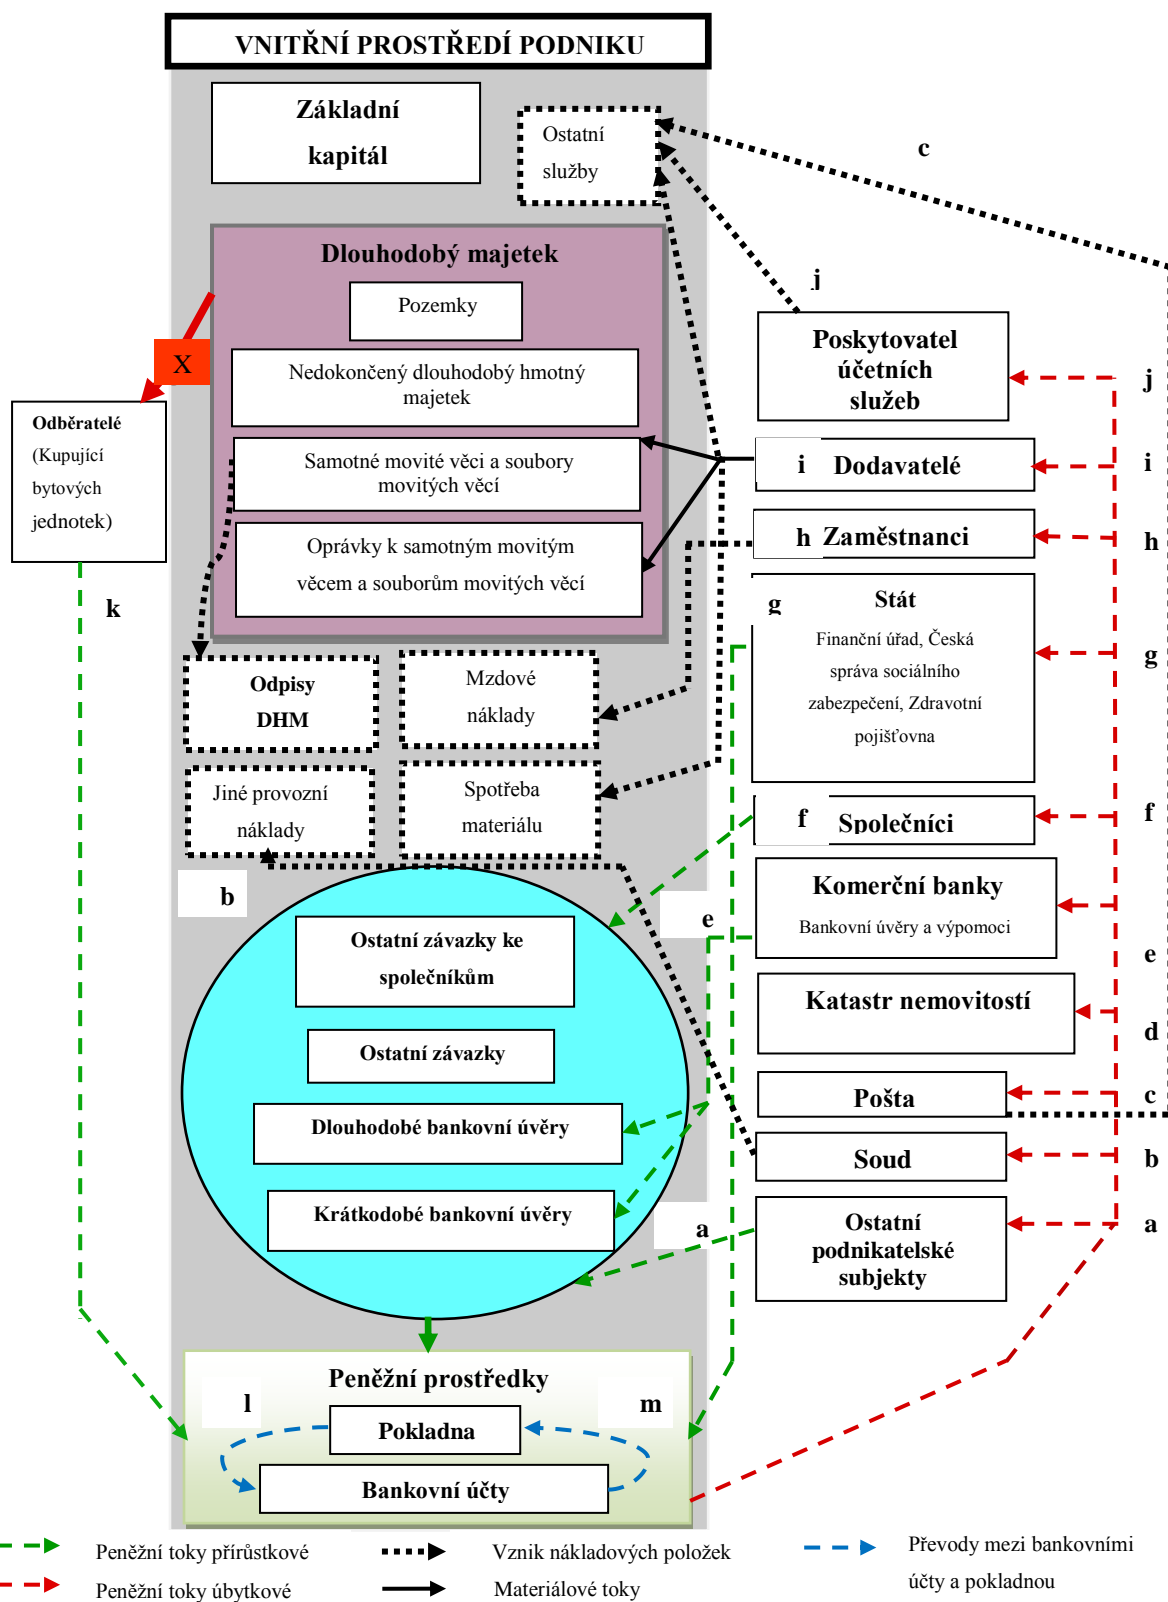 VNITŘNÍ PROSTŘEDÍ PODNIKU
Základní
kapitál
Ostatní
služby
c
Dlouhodobý majetek
Pozemky
Nedokončený dlouhodobý hmotný
majetek
Samotné movité věci a soubory
movitých věcí
Oprávky k samotným movitým
věcem a souborům movitých věcí
X
Odběratelé
(Kupující
bytových
jednotek)
k
j
Poskytovatel
účetních
služeb
j
i
Dodavatelé
i
h
Zaměstnanci
h
g
Stát
Finanční úřad, Česká
správa sociálního
zabezpečení, Zdravotní
pojišťovna
g
Odpisy
DHM
Mzdové
náklady
Jiné provozní
náklady
Spotřeba
materiálu
f
Společníci
f
b
e
Komerční banky
Bankovní úvěry a výpomoci
e
Ostatní závazky ke
společníkům
Katastr nemovitostí
d
Ostatní závazky
Pošta
c
Dlouhodobé bankovní úvěry
Soud
b
Krátkodobé bankovní úvěry
a
Ostatní
podnikatelské
subjekty
a
Peněžní prostředky
l
m
Pokladna
Bankovní účty
Peněžní toky přírůstkové
Peněžní toky úbytkové
Vznik nákladových položek
Materiálové toky
Převody mezi bankovními
účty a pokladnou